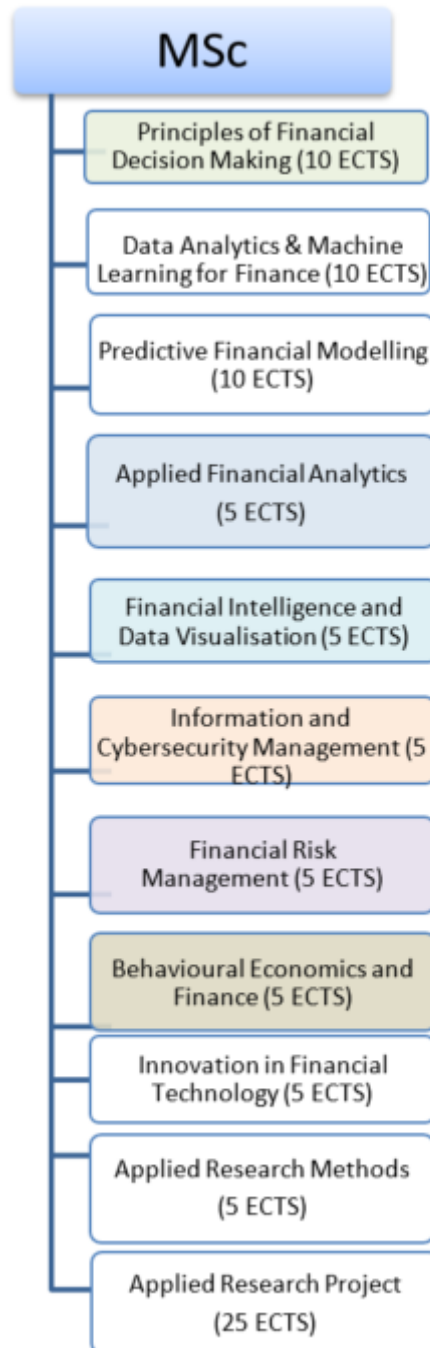 MSc
Principles of Financial
Decision Making (10 ECTS)
Data Analytics & Machine
Learning for Finance (10 ECTS)
Predictive Financial Modelling
(10 ECTS)
Applied Financial Analytics
(5 ECTS)
Financial Intelligence and
Data Visualisation (5 ECTS)
Information and
Cybersecurity Management (5
ECTS)
Financial Risk
Management (5 ECTS)
Behavioural Economics and
Finance (5 ECTS)
Innovation in Financial
Technology (5 ECTS)
Applied Research Methods
(5 ECTS)
Applied Research Project
(25 ECTS)